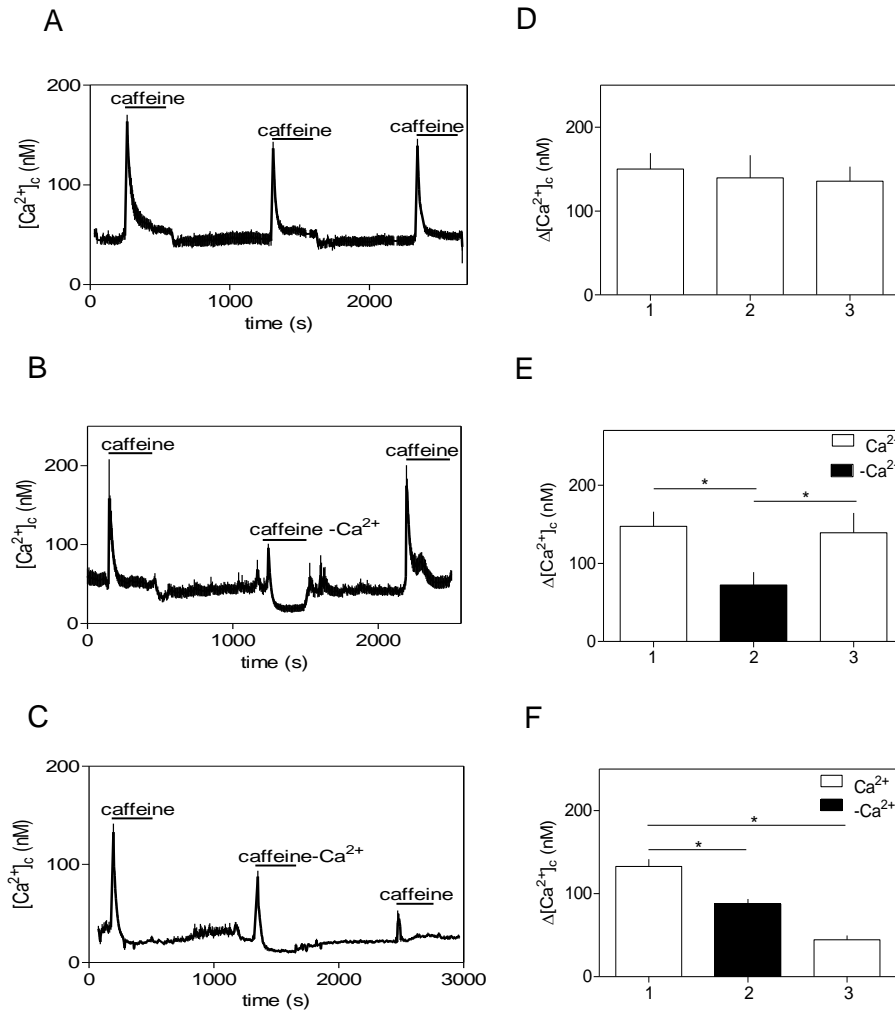 A
200
100
0
[Ca²⁺]c (nM)
caffeine
caffeine
caffeine
0 1000 2000
time (s)
D
200
100
0
Δ[Ca²⁺]c (nM)
1 2 3
B
200
100
0
[Ca²⁺]c (nM)
caffeine
caffeine -Ca²⁺
caffeine
0 1000 2000
time (s)
E
200
100
0
Δ[Ca²⁺]c (nM)
Ca²⁺
-Ca²⁺
* *
1 2 3
C
200
100
0
[Ca²⁺]c (nM)
caffeine
caffeine-Ca²⁺
caffeine
0 1000 2000 3000
time (s)
F
200
100
0
Δ[Ca²⁺]c (nM)
Ca²⁺
-Ca²⁺
*
*
1 2 3